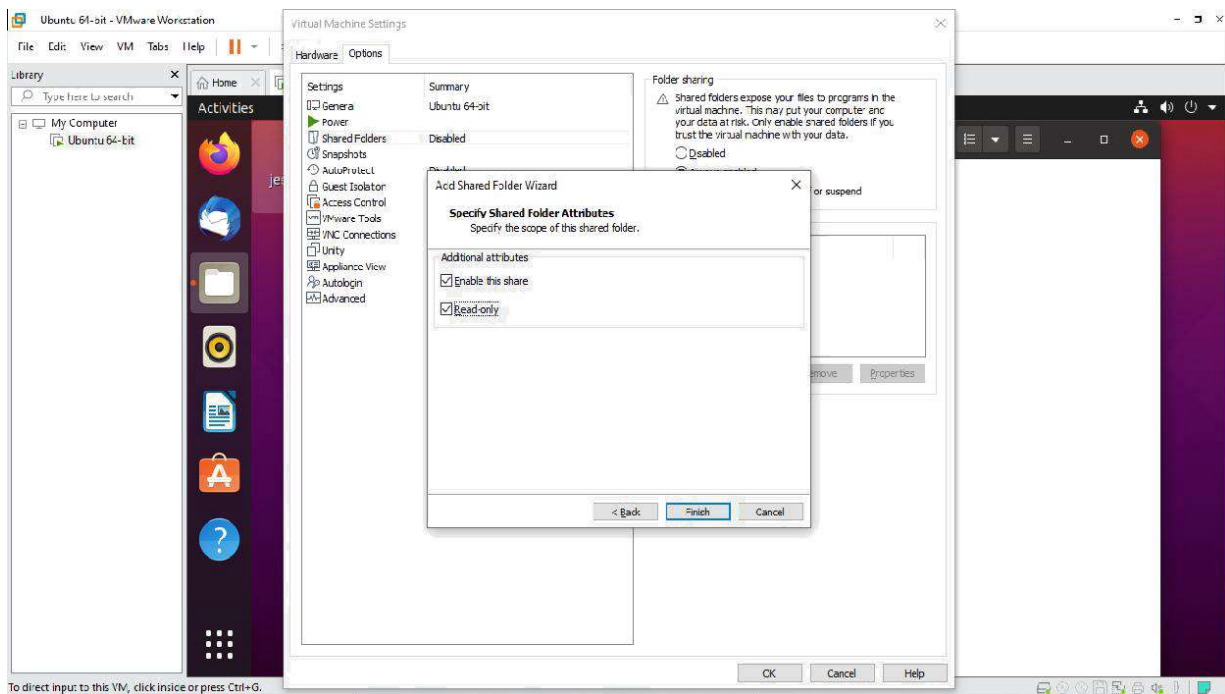 Ubuntu 64-bit - VMware Workstation
File Edit View VM Tabs Help
Library
Type here to search
My Computer
Ubuntu 64-bit
Home
Activities
jes
Virtual Machine Settings
Hardware Options
Settings Summary
General Ubuntu 64-bit
Power
Shared Folders Disabled
Snapshots
AutoProtect Disabled
Guest Isolation
Access Control
VMware Tools
VNC Connections
Unity
Appliance View
Autologin
Advanced
Folder sharing
Shared folders expose your files to programs in the
virtual machine. This may put your computer and
your data at risk. Only enable shared folders if you
trust the virtual machine with your data.
Disabled
or suspend
Add Shared Folder Wizard
Specify Shared Folder Attributes
Specify the scope of this shared folder.
Additional attributes
Enable this share
Read-only
< Back Finish Cancel
emove Properties
OK Cancel Help
To direct input to this VM, click inside or press Ctrl+G.